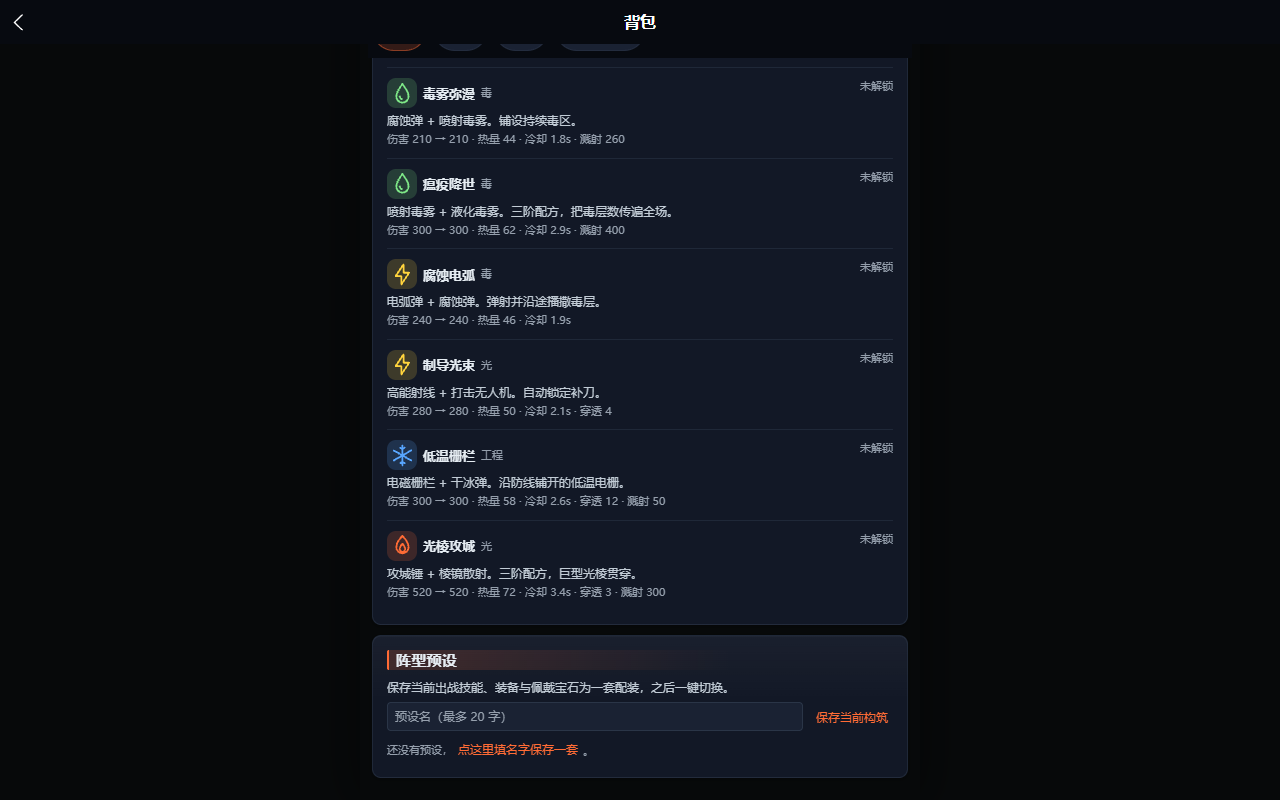 背包
毒雾弥漫 毒 未解锁
腐蚀弹 + 喷射毒雾。铺设持续毒区。
伤害 210 → 210 · 热量 44 · 冷却 1.8s · 溅射 260
瘟疫降世 毒 未解锁
喷射毒雾 + 液化毒雾。三阶配方，把毒层数传遍全场。
伤害 300 → 300 · 热量 62 · 冷却 2.9s · 溅射 400
腐蚀电弧 毒 未解锁
电弧弹 + 腐蚀弹。弹射并沿途播撒毒层。
伤害 240 → 240 · 热量 46 · 冷却 1.9s
制导光束 光 未解锁
高能射线 + 打击无人机。自动锁定补刀。
伤害 280 → 280 · 热量 50 · 冷却 2.1s · 穿透 4
低温栅栏 工程 未解锁
电磁栅栏 + 干冰弹。沿防线铺开的低温电栅。
伤害 300 → 300 · 热量 58 · 冷却 2.6s · 穿透 12 · 溅射 50
光棱攻城 光 未解锁
攻城锤 + 棱镜散射。三阶配方，巨型光棱贯穿。
伤害 520 → 520 · 热量 72 · 冷却 3.4s · 穿透 3 · 溅射 300
阵型预设
保存当前出战技能、装备与佩戴宝石为一套配装，之后一键切换。
预设名（最多 20 字） 保存当前构筑
还没有预设， 点这里填名字保存一套 。